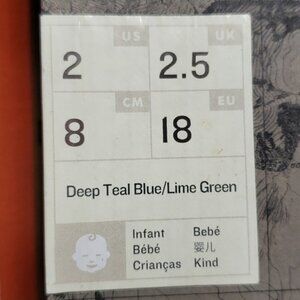 US UK
2 2.5
CM EU
8 18
Deep Teal Blue/Lime Green
Infant Bebé
Bébé 婴儿
Crianças Kind